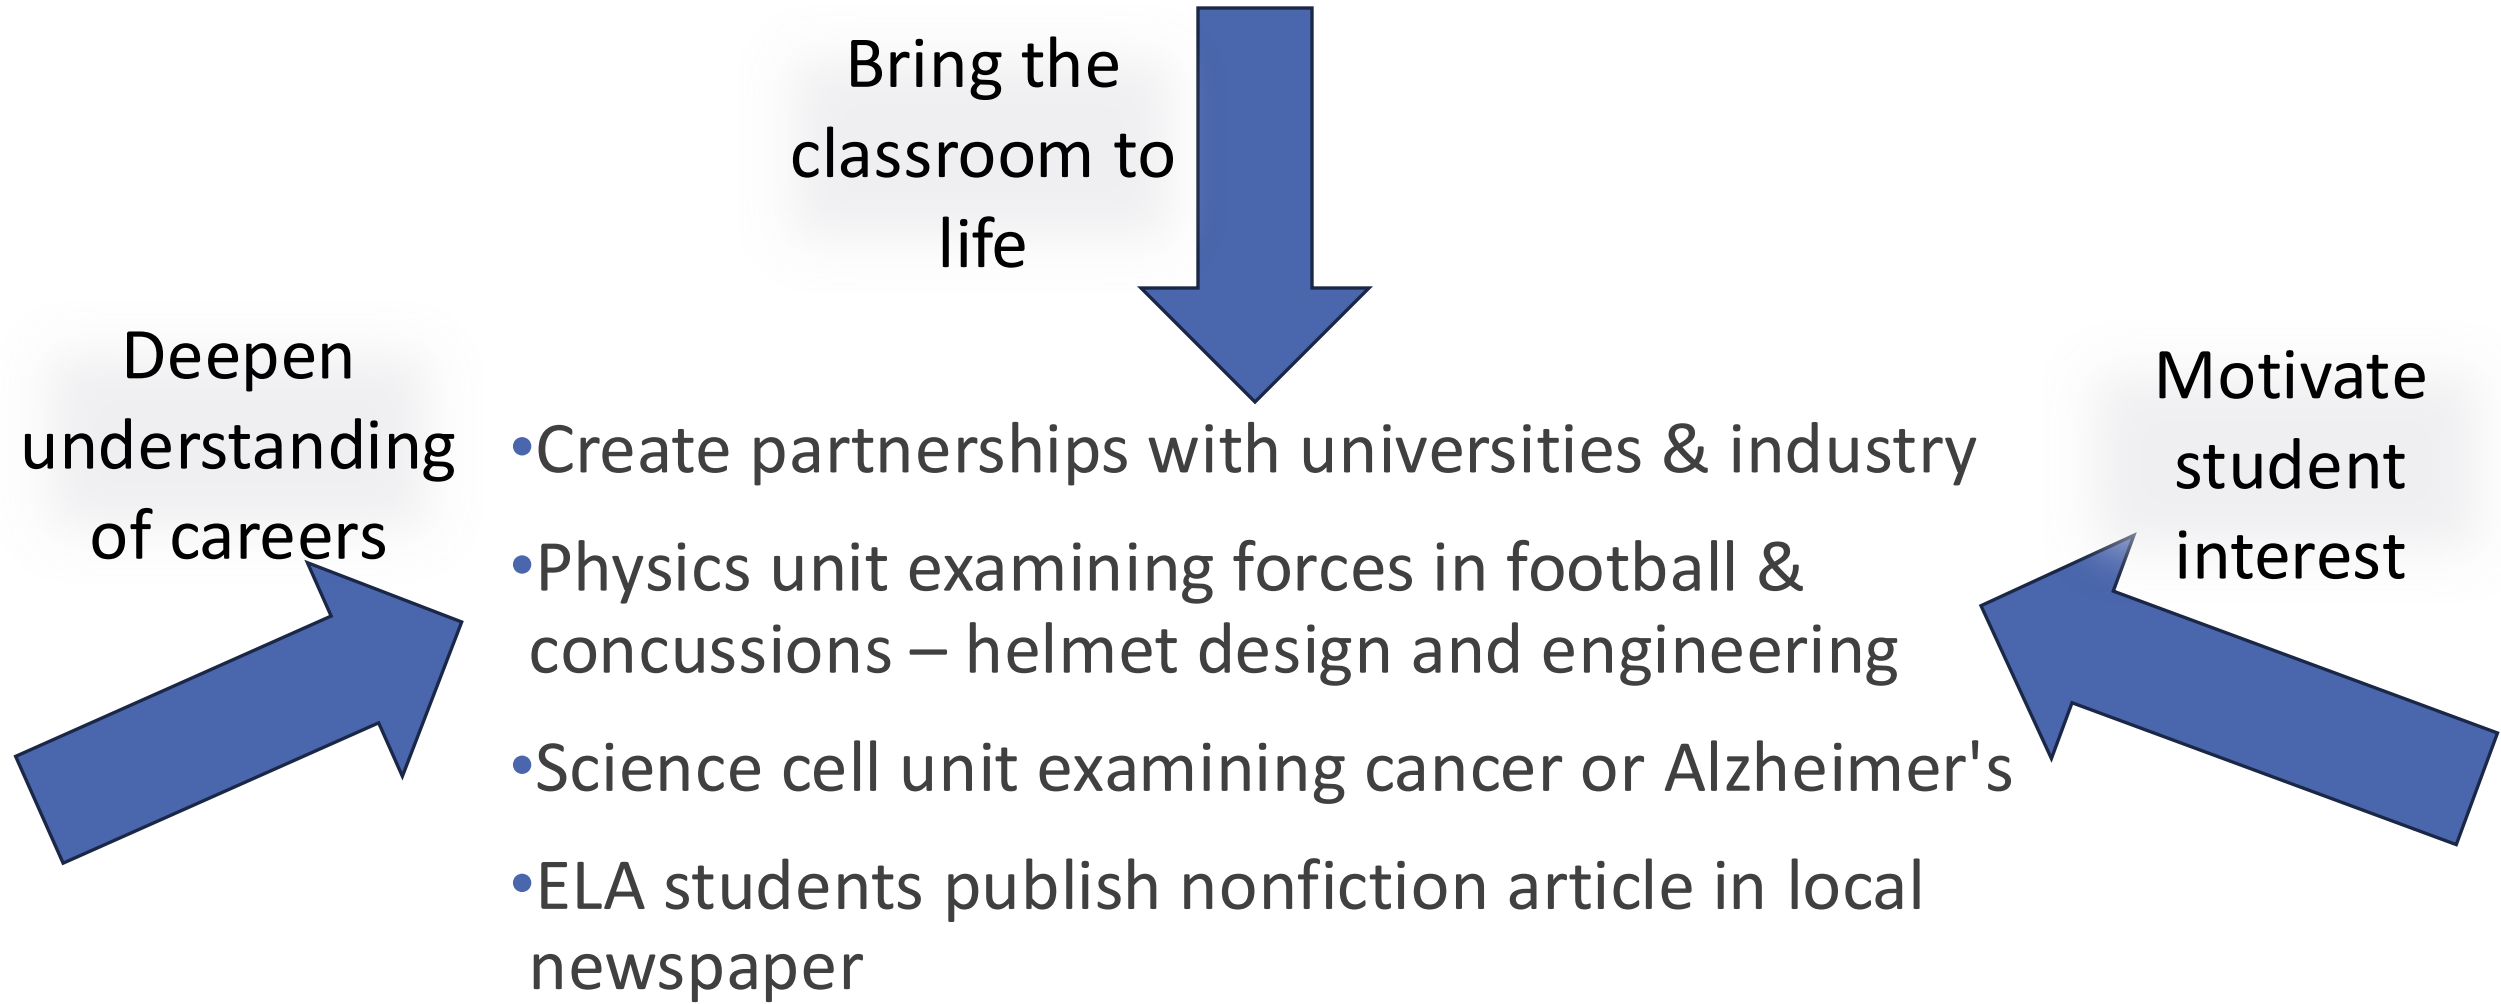 Bring the
classroom to
life
Deepen
understanding
of careers
Motivate
student
interest
•Create partnerships with universities & industry
•Physics unit examining forces in football &
concussions — helmet design and engineering
•Science cell unit examining cancer or Alzheimer's
•ELA students publish nonfiction article in local
newspaper